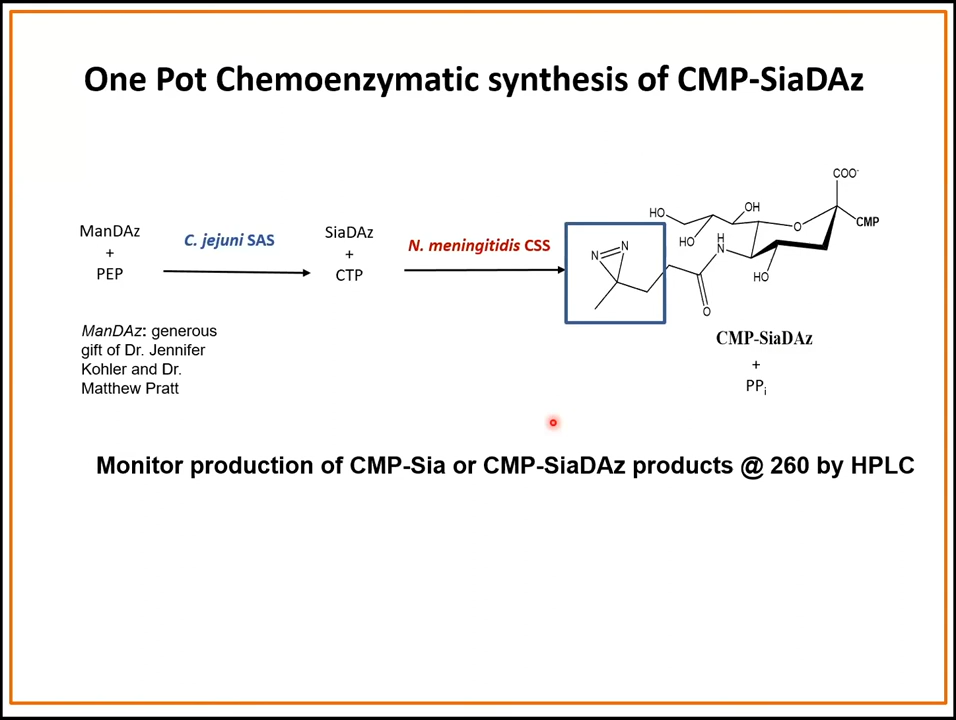 One Pot Chemoenzymatic synthesis of CMP-SiaDAz
ManDAz
+
PEP
C. jejuni SAS
SiaDAz
+
CTP
N. meningitidis CSS
COO-
HO
OH
O
CMP
HO
H
N
HO
O
N
N
CMP-SiaDAz
+
PPi
ManDAz: generous
gift of Dr. Jennifer
Kohler and Dr.
Matthew Pratt
Monitor production of CMP-Sia or CMP-SiaDAz products @ 260 by HPLC